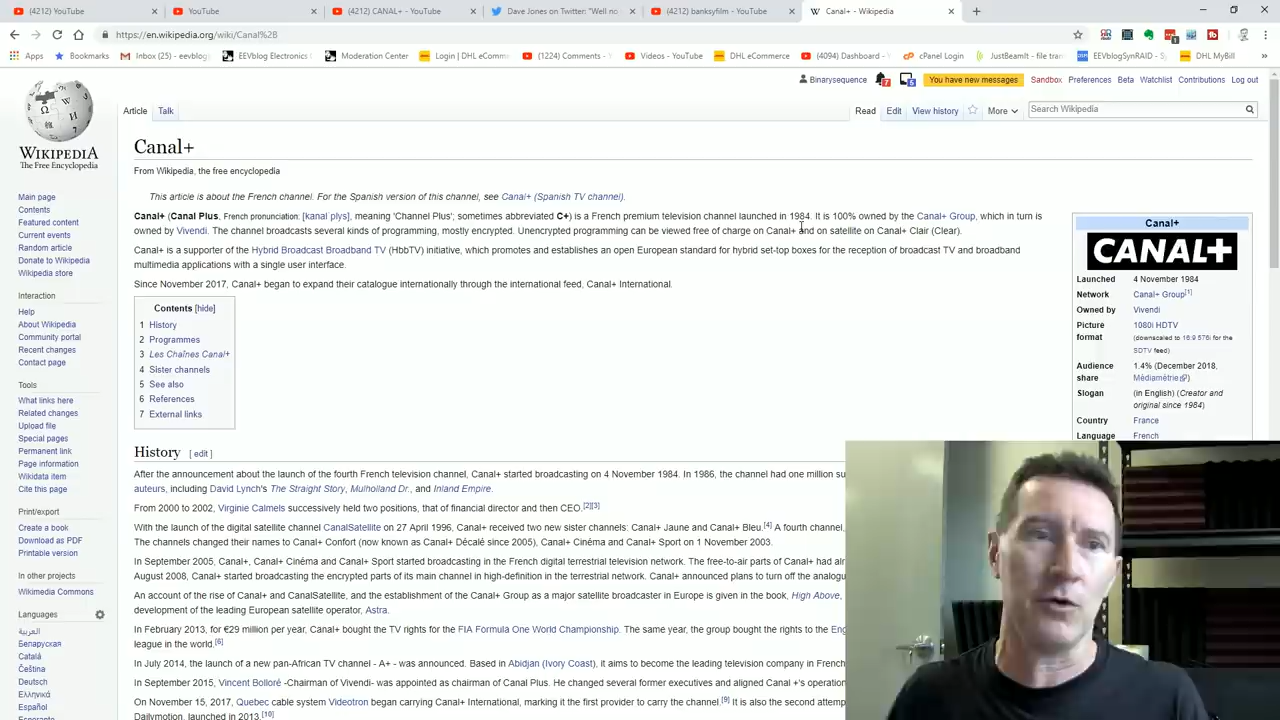 (4212) YouTube
YouTube
(4212) CANAL+ - YouTube
Dave Jones on Twitter: "Well no
(4212) banksyfilm - YouTube
Canal+ - Wikipedia
https://en.wikipedia.org/wiki/Canal%2B
Apps
Bookmarks
Inbox (25) - eevblog
EEVblog Electronics C
Moderation Center
Login | DHL eComme
(1224) Comments - Y
Videos - YouTube
DHL eCommerce
(4094) Dashboard - Y
cPanel Login
JustBeamIt - file tran
EEVblogSynRAID - D
DHL MyBill
Binarysequence
7
5
You have new messages
Sandbox
Preferences
Beta
Watchlist
Contributions
Log out
Article
Talk
Read
Edit
View history
More
Search Wikipedia
WIKIPEDIA
The Free Encyclopedia
Main page
Contents
Featured content
Current events
Donate to Wikipedia
Wikipedia store
Interaction
Help
About Wikipedia
Community portal
Recent changes
Contact page
Tools
What links here
Related changes
Upload file
Special pages
Permanent link
Page information
Wikidata item
Cite this page
Print/export
Create a book
Download as PDF
Printable version
In other projects
Wikimedia Commons
Languages
العربية
Беларуская
Català
Čeština
Deutsch
Ελληνικά
Español
Esperanto
Canal+
From Wikipedia, the free encyclopedia
This article is about the French channel. For the Spanish version of this channel, see Canal+ (Spanish TV channel).
Canal+ (Canal Plus, French pronunciation: [kanal plys], meaning 'Channel Plus'; sometimes abbreviated C+) is a French premium television channel launched in 1984. It is 100% owned by the Canal+ Group, which in turn is
owned by Vivendi. The channel broadcasts several kinds of programming, mostly encrypted. Unencrypted programming can be viewed free of charge on Canal+ and on satellite on Canal+ Clair (Clear).
Canal+ is a supporter of the Hybrid Broadcast Broadband TV (HbbTV) initiative, which promotes and establishes an open European standard for hybrid set-top boxes for the reception of broadcast TV and broadband
multimedia applications with a single user interface.
Since November 2017, Canal+ began to expand their catalogue internationally through the international feed, Canal+ International.
Contents [hide]
1 History
2 Programmes
3 Les Chaînes Canal+
4 Sister channels
5 See also
6 References
7 External links
Canal+
CANAL+
Launched 4 November 1984
Network Canal+ Group[1]
Owned by Vivendi
Picture format 1080i HDTV
(downscaled to 16:9 576i for the
SDTV feed)
Audience share 1.4% (December 2018,
Médiamétrie)
Slogan (in English) (Creator and
original since 1984)
Country France
Language French
History [ edit ]
After the announcement about the launch of the fourth French television channel, Canal+ started broadcasting on 4 November 1984. In 1986, the channel had one million su
auteurs, including David Lynch's The Straight Story, Mulholland Dr., and Inland Empire.
From 2000 to 2002, Virginie Calmels successively held two positions, that of financial director and then CEO.[2][3]
With the launch of the digital satellite channel CanalSatellite on 27 April 1996, Canal+ received two new sister channels: Canal+ Jaune and Canal+ Bleu.[4] A fourth channel,
The channels changed their names to Canal+ Confort (now known as Canal+ Décalé since 2005), Canal+ Cinéma and Canal+ Sport on 1 November 2003.
In September 2005, Canal+, Canal+ Cinéma and Canal+ Sport started broadcasting in the French digital terrestrial television network. The free-to-air parts of Canal+ had alr
August 2008, Canal+ started broadcasting the encrypted parts of its main channel in high-definition in the terrestrial network. Canal+ announced plans to turn off the analogu
An account of the rise of Canal+ and CanalSatellite, and the establishment of the Canal+ Group as a major satellite broadcaster in Europe is given in the book, High Above,
development of the leading European satellite operator, Astra.
In February 2013, for €29 million per year, Canal+ bought the TV rights for the FIA Formula One World Championship. The same year, the group bought the rights to the Eng
league in the world.[6]
In July 2014, the launch of a new pan-African TV channel - A+ - was announced. Based in Abidjan (Ivory Coast), it aims to become the leading television company in French
In September 2015, Vincent Bolloré -Chairman of Vivendi- was appointed as chairman of Canal Plus. He changed several former executives and aligned Canal +'s operation
On November 15, 2017, Quebec cable system Videotron began carrying Canal+ International, marking it the first provider to carry the channel.[9] It is also the second attemp
Dailymotion, launched in 2013.[10]